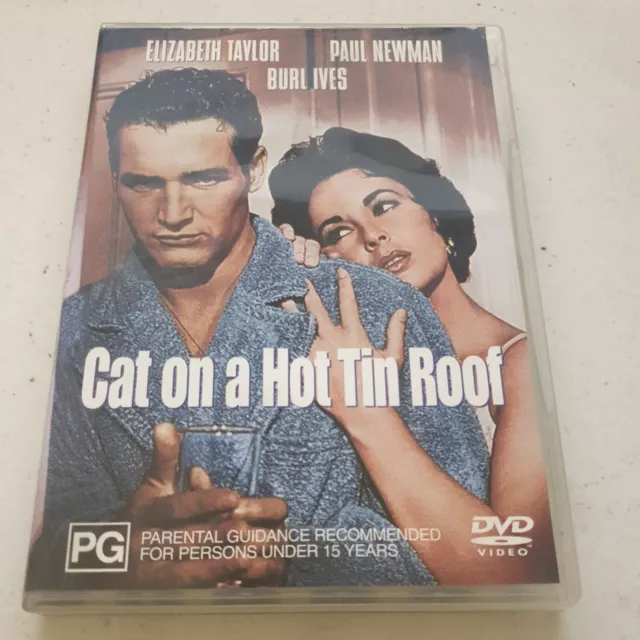 ELIZABETH TAYLOR PAUL NEWMAN
BURL IVES
Cat on a Hot Tin Roof
PG
PARENTAL GUIDANCE RECOMMENDED
FOR PERSONS UNDER 15 YEARS
DVD
VIDEO